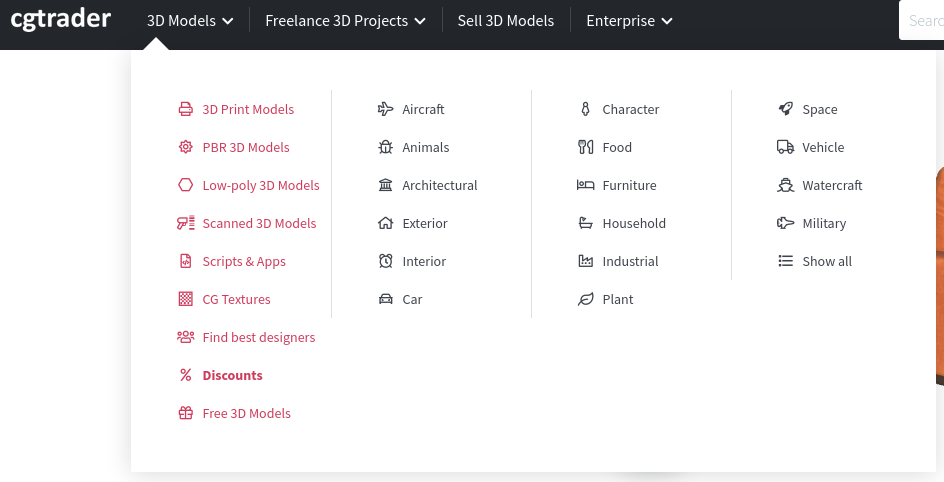 cgtrader
3D Models
Freelance 3D Projects
Sell 3D Models
Enterprise
3D Print Models
PBR 3D Models
Low-poly 3D Models
Scanned 3D Models
Scripts & Apps
CG Textures
Find best designers
Discounts
Free 3D Models
Aircraft
Animals
Architectural
Exterior
Interior
Car
Character
Food
Furniture
Household
Industrial
Plant
Space
Vehicle
Watercraft
Military
Show all